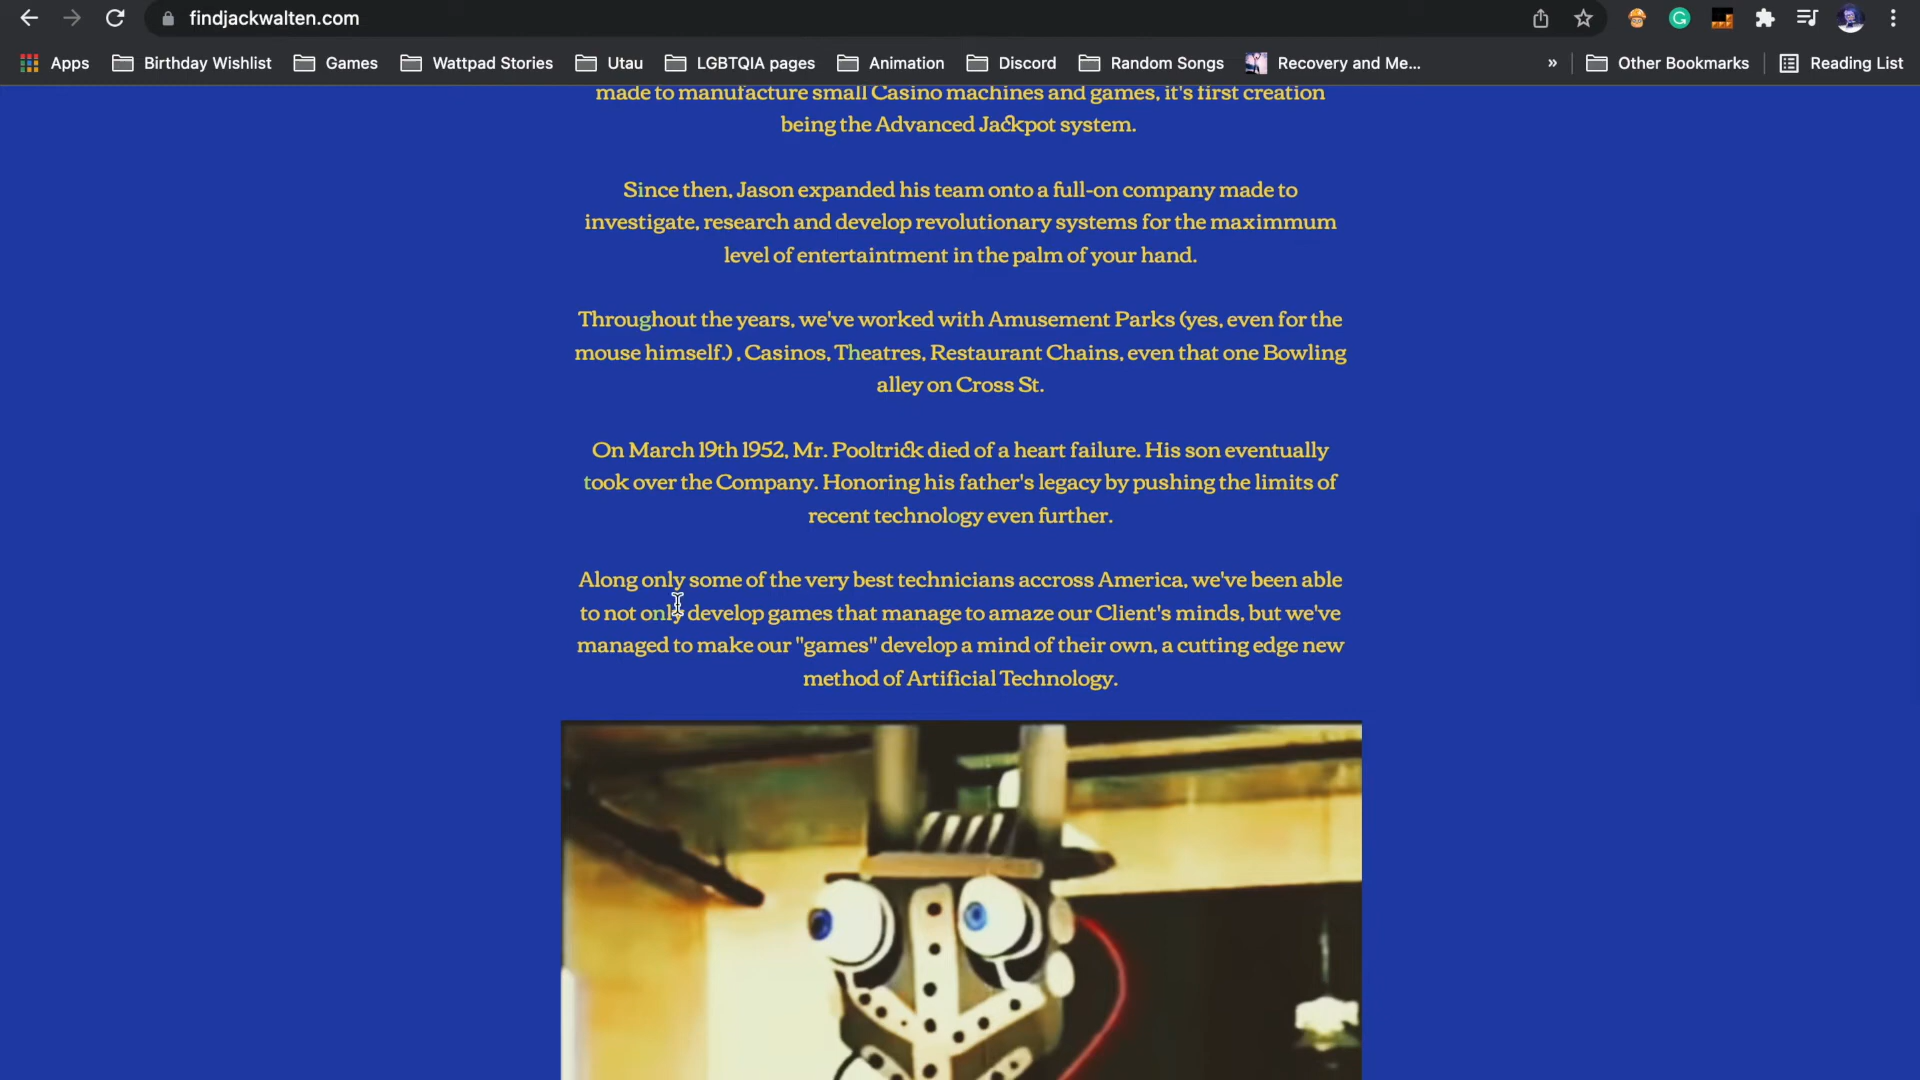 findjackwalten.com
Apps
Birthday Wishlist
Games
Wattpad Stories
Utau
LGBTQIA pages
Animation
Discord
Random Songs
Recovery and Me...
»
Other Bookmarks
Reading List
made to manufacture small Casino machines and games, it's first creation
being the Advanced Jackpot system.
Since then, Jason expanded his team onto a full-on company made to
investigate, research and develop revolutionary systems for the maximmum
level of entertaintment in the palm of your hand.
Throughout the years, we've worked with Amusement Parks (yes, even for the
mouse himself.) , Casinos, Theatres, Restaurant Chains, even that one Bowling
alley on Cross St.
On March 19th 1952, Mr. Pooltrick died of a heart failure. His son eventually
took over the Company. Honoring his father's legacy by pushing the limits of
recent technology even further.
Along only some of the very best technicians accross America, we've been able
to not only develop games that manage to amaze our Client's minds, but we've
managed to make our "games" develop a mind of their own, a cutting edge new
method of Artificial Technology.